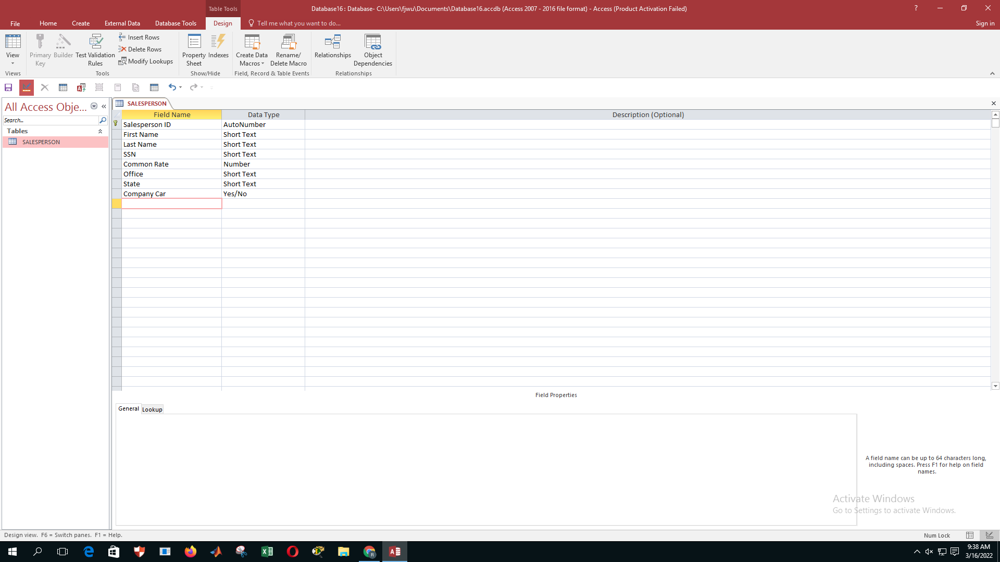 Table Tools
Database16 : Database- C:\Users\fjwu\Documents\Database16.accdb (Access 2007 - 2016 file format) - Access (Product Activation Failed)
?
File Home Create External Data Database Tools Design Tell me what you want to do... Sign in
View
Primary Key
Builder
Test Validation Rules
Insert Rows
Delete Rows
Modify Lookups
Property Sheet
Indexes
Create Data Macros
Rename/ Delete Macro
Relationships
Object Dependencies
Views Tools Show/Hide Field, Record & Table Events Relationships
All Access Obje...
Search...
Tables
SALESPERSON
SALESPERSON
Field Name Data Type Description (Optional)
Salesperson ID AutoNumber
First Name Short Text
Last Name Short Text
SSN Short Text
Common Rate Number
Office Short Text
State Short Text
Company Car Yes/No
Field Properties
General Lookup
A field name can be up to 64 characters long,
including spaces. Press F1 for help on field
names.
Activate Windows
Go to Settings to activate Windows.
Design view. F6 = Switch panes. F1 = Help.
Num Lock
9:38 AM
3/16/2022